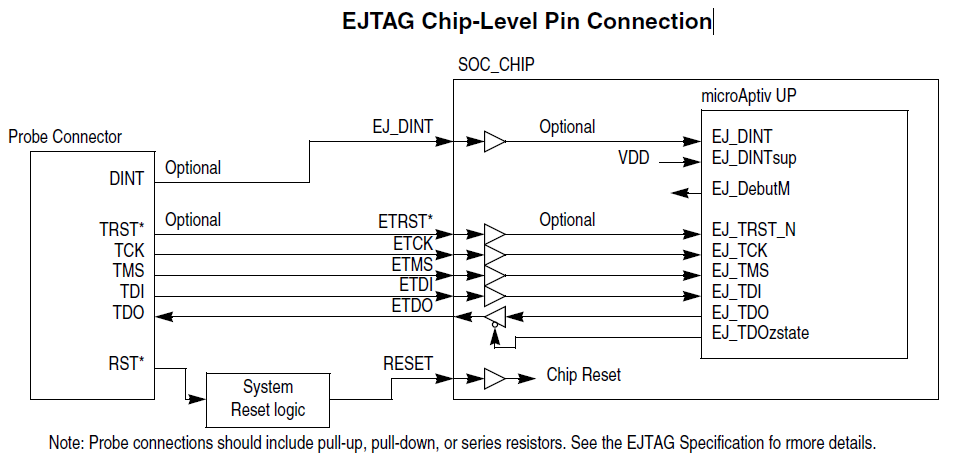 EJTAG Chip-Level Pin Connection
SOC_CHIP
microAptiv UP
Probe Connector
EJ_DINT
Optional
EJ_DINT
VDD
EJ_DINTsup
DINT
Optional
EJ_DebutM
TRST*
Optional
ETRST*
Optional
EJ_TRST_N
TCK
ETCK
EJ_TCK
TMS
ETMS
EJ_TMS
TDI
ETDI
EJ_TDI
TDO
ETDO
EJ_TDO
EJ_TDOzstate
RST*
RESET
Chip Reset
System
Reset logic
Note: Probe connections should include pull-up, pull-down, or series resistors. See the EJTAG Specification fo rmore details.